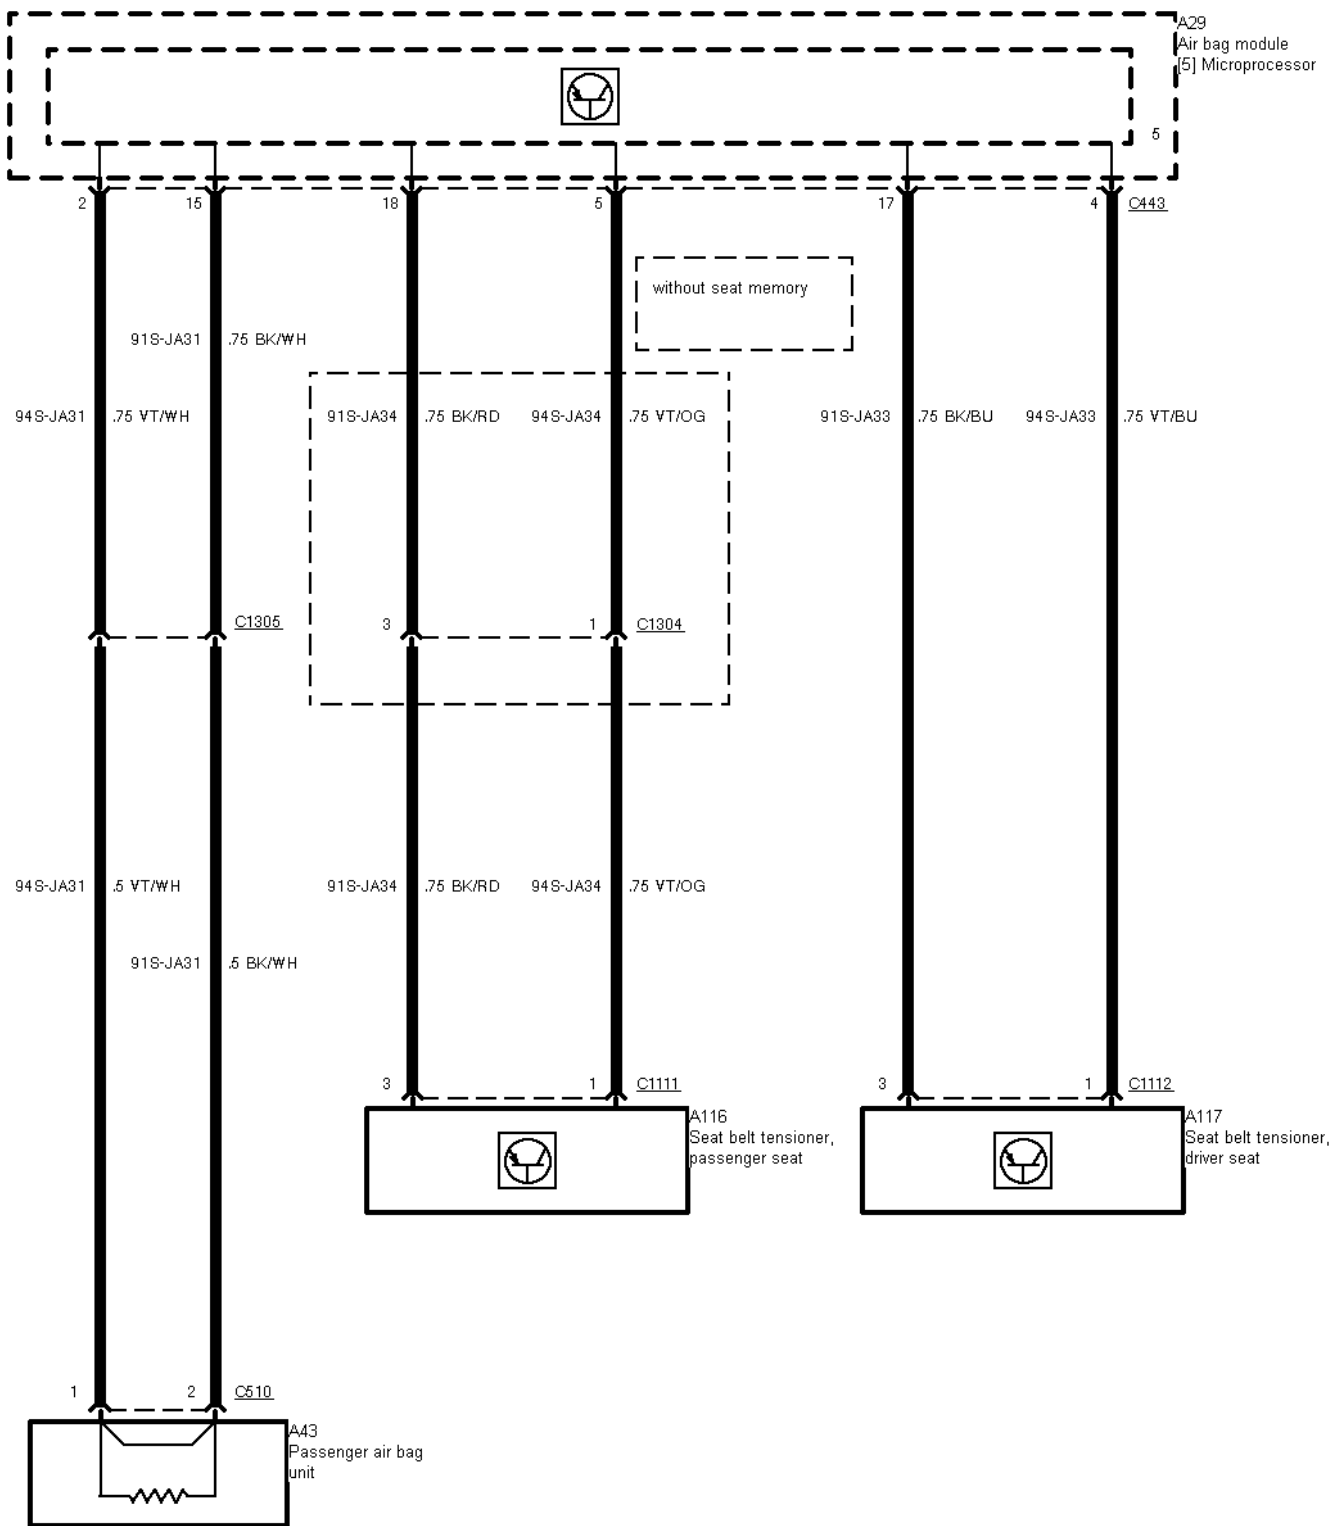 A29
Air bag module
[5] Microprocessor
5
2 15 18 5 17 4 C443
without seat memory
91S-JA31 .75 BK/WH
94S-JA31 .75 VT/WH 91S-JA34 .75 BK/RD 94S-JA34 .75 VT/OG 91S-JA33 .75 BK/BU 94S-JA33 .75 VT/BU
C1305 3 1 C1304
94S-JA31 .5 VT/WH 91S-JA34 .75 BK/RD 94S-JA34 .75 VT/OG
91S-JA31 .5 BK/WH
3 1 C1111 3 1 C1112
A116
Seat belt tensioner,
passenger seat
A117
Seat belt tensioner,
driver seat
1 2 C510
A43
Passenger air bag
unit